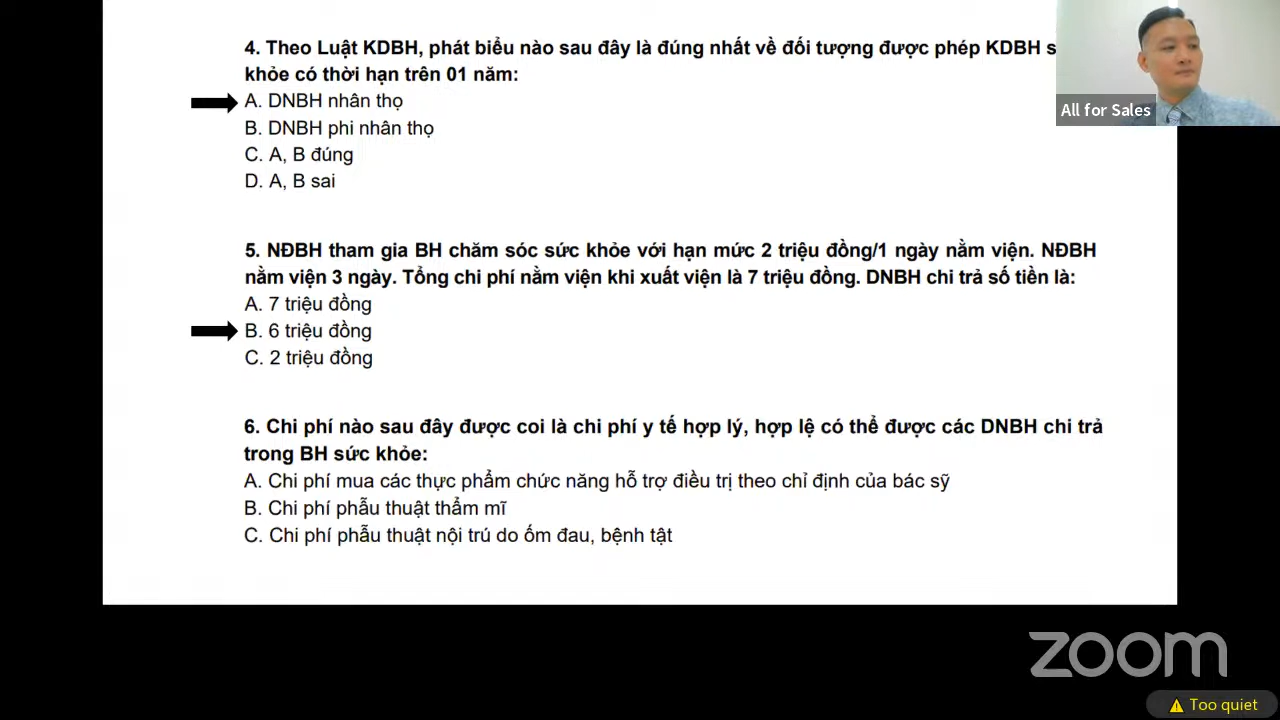 4. Theo Luật KDBH, phát biểu nào sau đây là đúng nhất về đối tượng được phép KDBH
khỏe có thời hạn trên 01 năm:
A. DNBH nhân thọ
B. DNBH phi nhân thọ
C. A, B đúng
D. A, B sai
5. NĐBH tham gia BH chăm sóc sức khỏe với hạn mức 2 triệu đồng/1 ngày nằm viện. NĐBH
nằm viện 3 ngày. Tổng chi phí nằm viện khi xuất viện là 7 triệu đồng. DNBH chi trả số tiền là:
A. 7 triệu đồng
B. 6 triệu đồng
C. 2 triệu đồng
6. Chi phí nào sau đây được coi là chi phí y tế hợp lý, hợp lệ có thể được các DNBH chi trả
trong BH sức khỏe:
A. Chi phí mua các thực phẩm chức năng hỗ trợ điều trị theo chỉ định của bác sỹ
B. Chi phí phẫu thuật thẩm mĩ
C. Chi phí phẫu thuật nội trú do ốm đau, bệnh tật
All for Sales
zoom
Too quiet